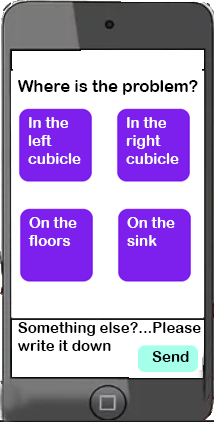 Where is the problem?
In the
left
cubicle
In the
right
cubicle
On the
floors
On the
sink
Something else?...Please
write it down
Send